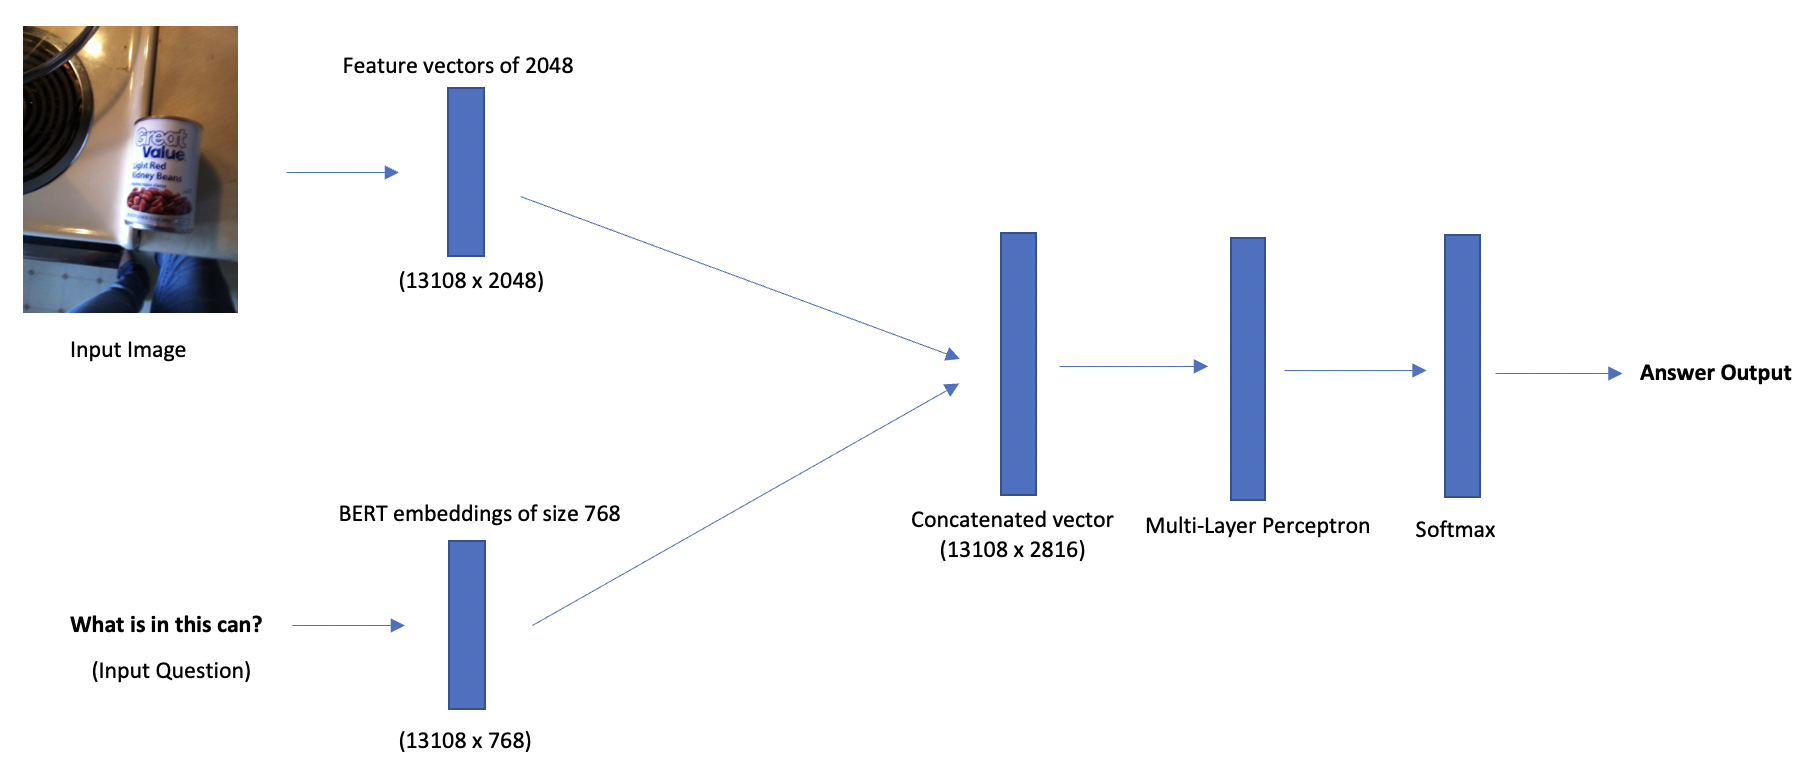 Feature vectors of 2048
Great
Value
Light Red
Kidney Beans
(13108 x 2048)
Input Image
BERT embeddings of size 768
Concatenated vector
(13108 x 2816)
Multi-Layer Perceptron
Softmax
Answer Output
What is in this can?
(Input Question)
(13108 x 768)